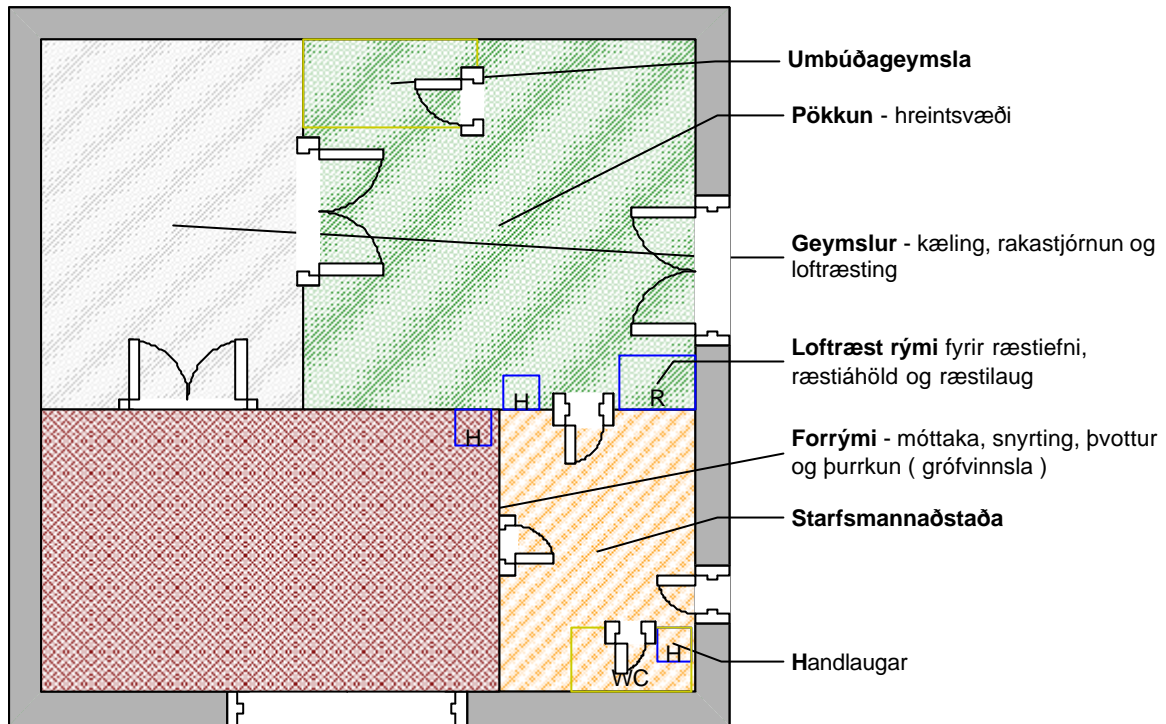 Umbúðageymsla
Pökkun - hreintsvæði
Geymslur - kæling, rakastjórnun og
loftræsting
Loftræst rými fyrir ræstiefni,
ræstiáhöld og ræstilaug
R
H
H
Forrými - móttaka, snyrting, þvottur
og þurrkun ( grófvinnsla )
Starfsmannaðstaða
H
WC
Handlaugar